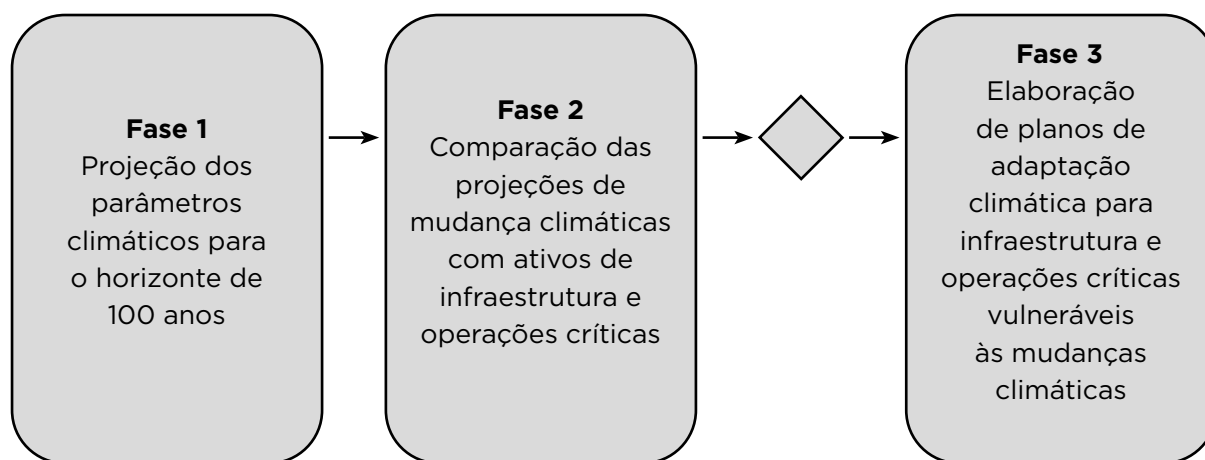 Fase 1
Projeção dos
parâmetros
climáticos para
o horizonte de
100 anos
Fase 2
Comparação das
projeções de
mudança climáticas
com ativos de
infraestrutura e
operações críticas
Fase 3
Elaboração
de planos de
adaptação
climática para
infraestrutura e
operações críticas
vulneráveis
às mudanças
climáticas